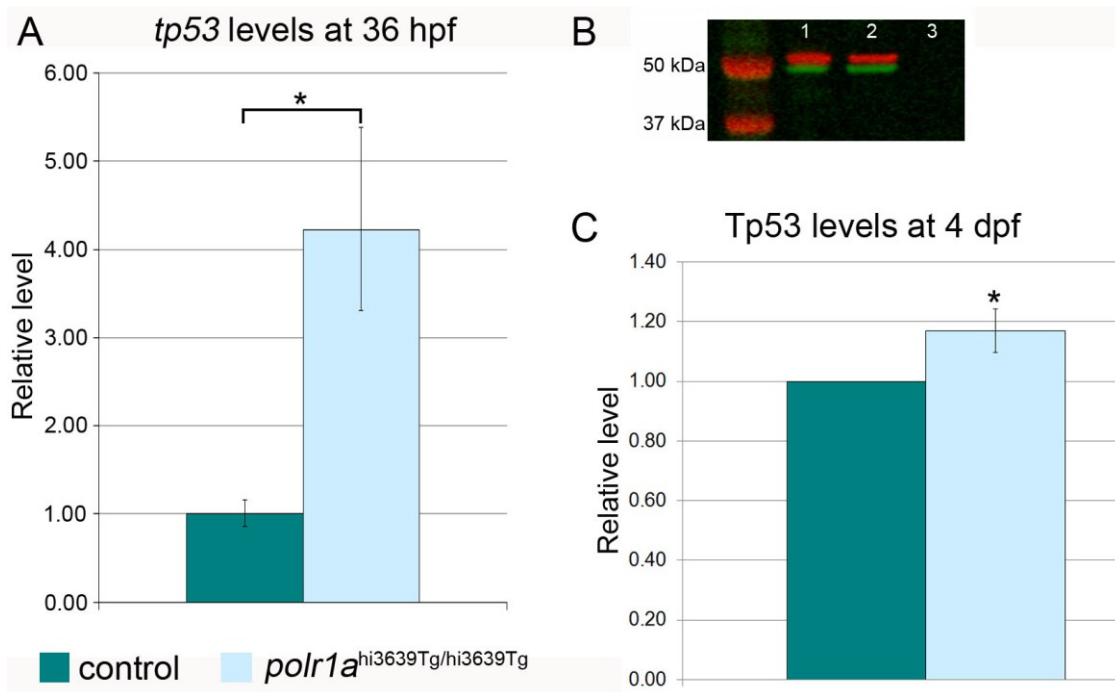 A
tp53 levels at 36 hpf
6.00
5.00
4.00
3.00
2.00
1.00
0.00
Relative level
*
control
polr1a hi3639Tg/hi3639Tg
B
1 2 3
50 kDa
37 kDa
C
Tp53 levels at 4 dpf
1.40
1.20
1.00
0.80
0.60
0.40
0.20
0.00
Relative level
*